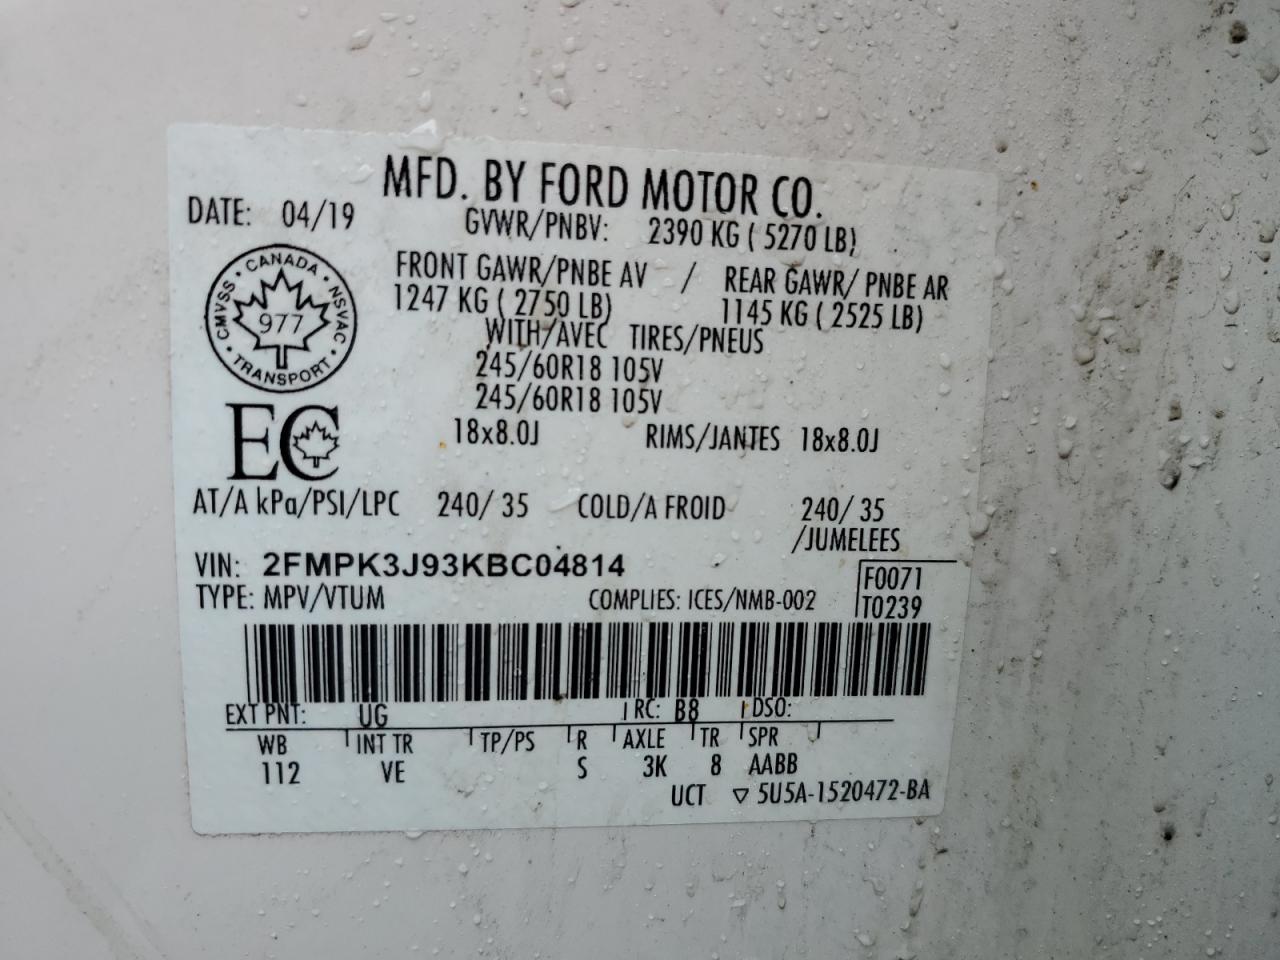 MFD. BY FORD MOTOR CO.
DATE: 04/19
GVWR/PNBV: 2390 KG ( 5270 LB)
FRONT GAWR/PNBE AV / REAR GAWR/ PNBE AR
1247 KG ( 2750 LB) 1145 KG ( 2525 LB)
WITH/AVEC TIRES/PNEUS
245/60R18 105V
245/60R18 105V
18x8.0J RIMS/JANTES 18x8.0J
CMVSS • CANADA • NSVAC • TRANSPORT •
977
EC
AT/A kPa/PSI/LPC 240/ 35 COLD/A FROID 240/ 35
/JUMELEES
VIN: 2FMPK3J93KBC04814
TYPE: MPV/VTUM COMPLIES: ICES/NMB-002
F0071
T0239
EXT PNT: UG RC: B8 DSO:
WB INT TR TP/PS R AXLE TR SPR
112 VE S 3K 8 AABB
UCT ▽ 5U5A-1520472-BA